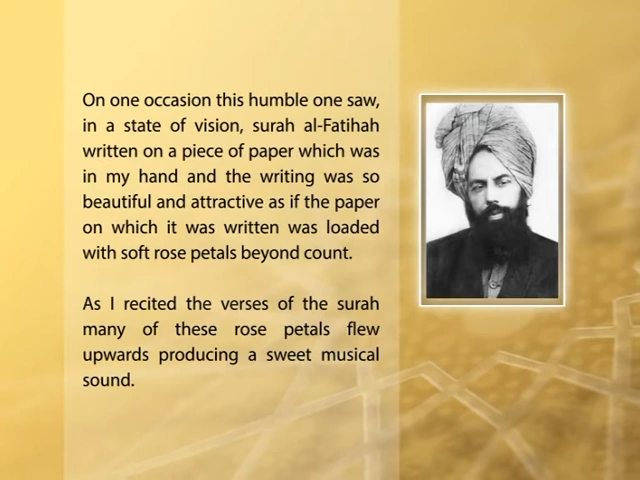 On one occasion this humble one saw,
in a state of vision, surah al-Fatihah
written on a piece of paper which was
in my hand and the writing was so
beautiful and attractive as if the paper
on which it was written was loaded
with soft rose petals beyond count.
As I recited the verses of the surah
many of these rose petals flew
upwards producing a sweet musical
sound.